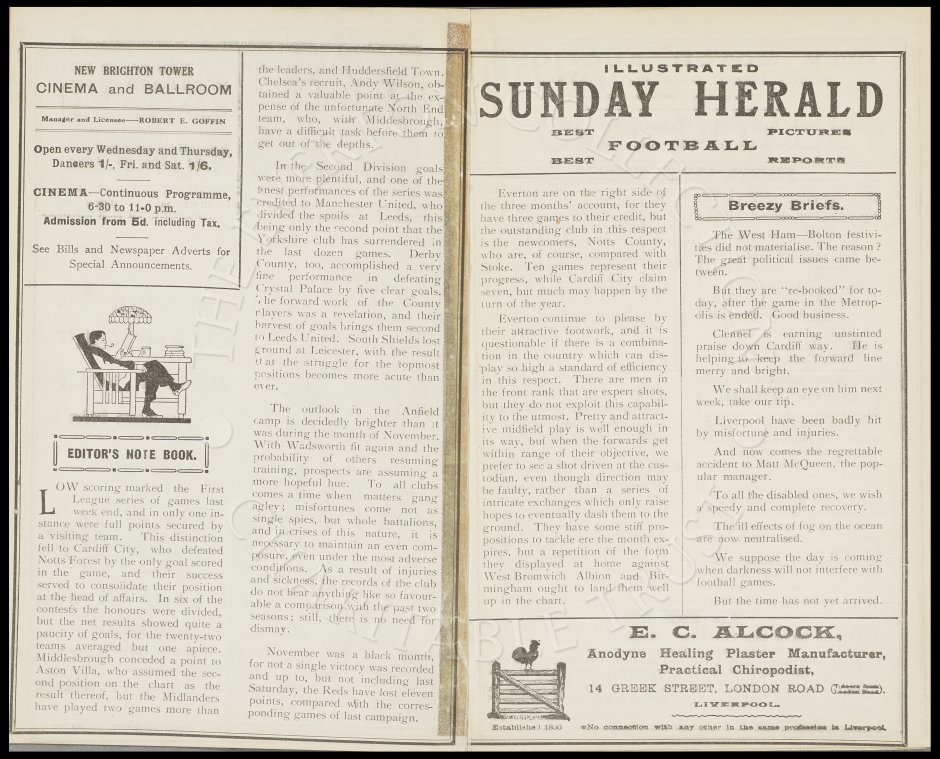 NEW BRIGHTON TOWER
CINEMA and BALLROOM
Manager and Licensee—ROBERT E. GOFFIN
Open every Wednesday and Thursday,
Dancers 1/-, Fri. and Sat. 1/6.
CINEMA—Continuous Programme,
6-30 to 11-0 p.m.
Admission from 5d. including Tax.
See Bills and Newspaper Adverts for
Special Announcements.
EDITOR'S NOTE BOOK.
LOW scoring marked the First
League series of games last
week end, and in only one in-
stance were full points secured by
a visiting team. This distinction
fell to Cardiff City, who defeated
Notts Forest by the only goal scored
in the game, and their success
served to consolidate their position
at the head of affairs. In six of the
contests the honours were divided,
but the net results showed quite a
paucity of goals, for the twenty-two
teams averaged but one apiece.
Middlesbrough conceded a point to
Aston Villa, who assumed the sec-
ond position on the chart as the
result thereof, but the Midlanders
have played two games more than
the leaders, and Huddersfield Town.
Chelsea's recruit, Andy Wilson, ob-
tained a valuable point at the ex-
pense of the unfortunate North End
team, who, with Middlesbrough,
have a difficult task before them to
get out of the depths.
In the Second Division goals
were more plentiful, and one of the
finest performances of the series was
credited to Manchester United, who
divided the spoils at Leeds, this
being only the second point that the
Yorkshire club has surrendered in
the last dozen games. Derby
County, too, accomplished a very
fine performance in defeating
Crystal Palace by five clear goals.
The forward work of the County
players was a revelation, and their
harvest of goals brings them second
to Leeds United. South Shields lost
ground at Leicester, with the result
that the struggle for the topmost
positions becomes more acute than
ever.
The outlook in the Anfield
camp is decidedly brighter than it
was during the month of November.
With Wadsworth fit again and the
probability of others resuming
training, prospects are assuming a
more hopeful hue. To all clubs
comes a time when matters gang
agley; misfortunes come not as
single spies, but whole battalions,
and in crises of this nature, it is
necessary to maintain an even com-
posure, even under the most adverse
conditions. As a result of injuries
and sickness, the records of the club
do not bear anything like so favour-
able a comparison with the past two
seasons; still, there is no need for
dismay.
November was a black month,
for not a single victory was recorded
and up to, but not including last
Saturday, the Reds have lost eleven
points, compared with the corres-
ponding games of last campaign.
ILLUSTRATED
SUNDAY HERALD
BEST PICTURES
FOOTBALL
BEST REPORTS
Everton are on the right side of
the three months' account, for they
have three games to their credit, but
the outstanding club in this respect
is the newcomers, Notts County,
who are, of course, compared with
Stoke. Ten games represent their
progress, while Cardiff City claim
seven, but much may happen by the
turn of the year.
Everton continue to please by
their attractive footwork, and it is
questionable if there is a combina-
tion in the country which can dis-
play so high a standard of efficiency
in this respect. There are men in
the front rank that are expert shots,
but they do not exploit this capabil-
ity to the utmost. Pretty and attract-
ive midfield play is well enough in
its way, but when the forwards get
within range of their objective, we
prefer to see a shot driven at the cus-
todian, even though direction may
be faulty, rather than a series of
intricate exchanges which only raise
hopes to eventually dash them to the
ground. They have some stiff pro-
positions to tackle ere the month ex-
pires, but a repetition of the form
they displayed at home against
West Bromwich Albion and Bir-
mingham ought to land them well
up in the chart.
Breezy Briefs.
The West Ham—Bolton festivi-
ties did not materialise. The reason?
The great political issues came be-
tween.
But they are "re-booked" for to-
day, after the game in the Metrop-
olis is ended. Good business.
Clennel is earning unstinted
praise down Cardiff way. He is
helping to keep the forward line
merry and bright.
We shall keep an eye on him next
week, take our tip.
Liverpool have been badly hit
by misfortune and injuries.
And now comes the regrettable
accident to Matt McQueen, the pop-
ular manager.
To all the disabled ones, we wish
a speedy and complete recovery.
The ill effects of fog on the ocean
are now neutralised.
We suppose the day is coming
when darkness will not interfere with
football games.
But the time has not yet arrived.
E. C. ALCOCK,
Anodyne Healing Plaster Manufacturer,
Practical Chiropodist,
14 GREEK STREET, LONDON ROAD
LIVERPOOL.
Established 1850 No connection with any other in the same profession in Liverpool.